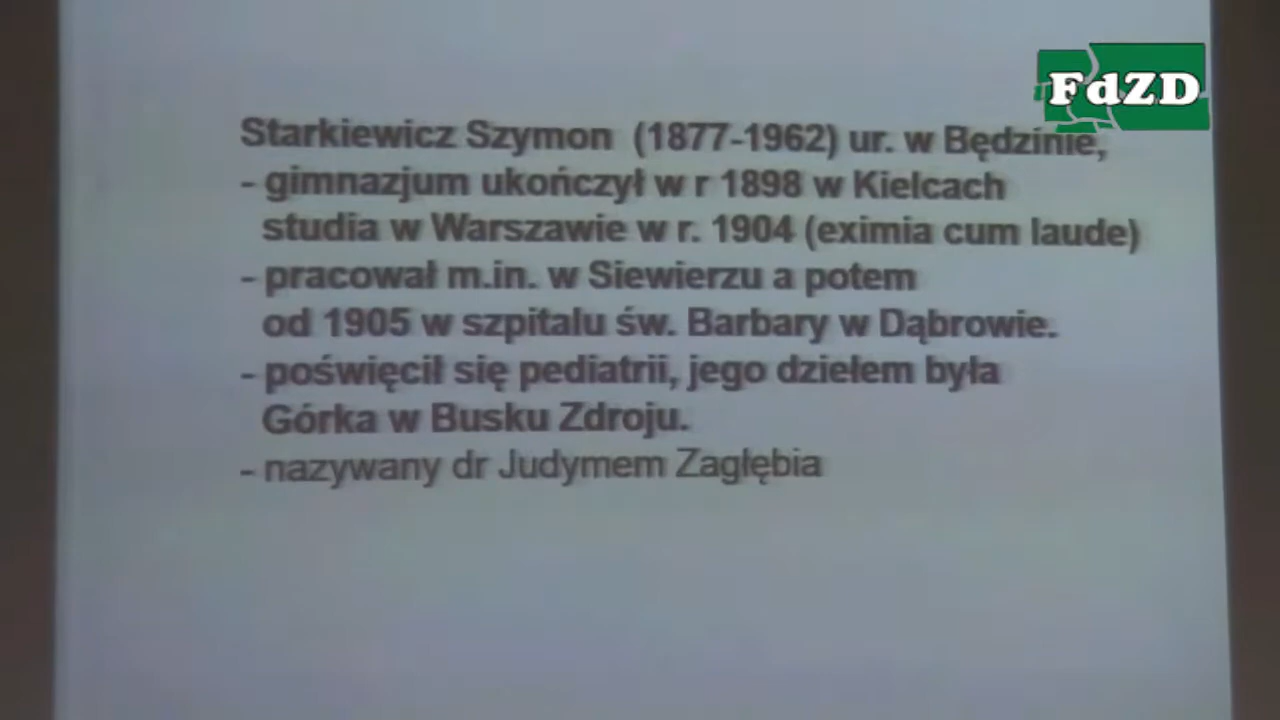 FdZD
Starkiewicz Szymon (1877-1962) ur. w Będzinie,
- gimnazjum ukończył w r 1898 w Kielcach
studia w Warszawie w r. 1904 (eximia cum laude)
- pracował m.in. w Siewierzu a potem
od 1905 w szpitalu św. Barbary w Dąbrowie.
- poświęcił się pediatrii, jego dziełem była
Górka w Busku Zdroju.
- nazywany dr Judymem Zagłębia